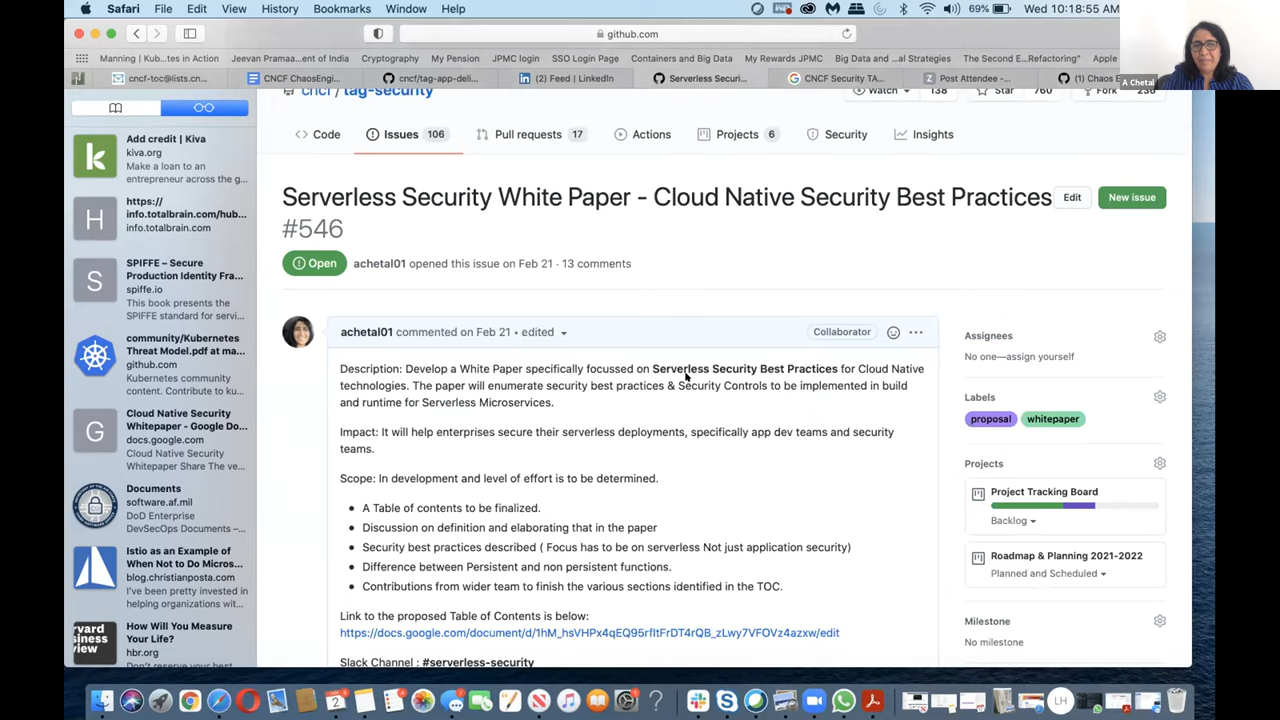 Safari File Edit View History Bookmarks Window Help 69% Wed 10:18:55 AM
github.com
Manning | Kub...tes in Action Jeevan Pramaa...ent of India Cryptography My Pension JPMC login SSO Login Page Containers and Big Data My Rewards JPMC Big Data and...al Strategies The Second E..."Refactoring" Apple
cncf-toc@lists.cn... CNCF ChaosEngi... cncf/tag-app-deli... (2) Feed | LinkedIn Serverless Securi... CNCF Security TA... Post Attendee -... (1) Chaos E
A Chetal
cncf / tag-security
Watch 138 Star 760 Fork 236
Code Issues 106 Pull requests 17 Actions Projects 6 Security Insights
Add credit | Kiva
kiva.org
Make a loan to an
entrepreneur across the g...
https://
info.totalbrain.com/hub...
info.totalbrain.com
SPIFFE – Secure
Production Identity Fra...
spiffe.io
This book presents the
SPIFFE standard for servi...
community/Kubernetes
Threat Model.pdf at ma...
github.com
Kubernetes community
content. Contribute to ku...
Cloud Native Security
Whitepaper - Google Do...
docs.google.com
Cloud Native Security
Whitepaper Share The ve...
Documents
software.af.mil
DoD Enterprise
DevSecOps Documents –...
Istio as an Example of
When Not to Do Micros...
blog.christianposta.com
I've been pretty invested in
helping organizations wit...
How Will You Measure
Your Life?
hbr.org
Don't reserve your best
Serverless Security White Paper - Cloud Native Security Best Practices
#546
Edit New issue
Open achetal01 opened this issue on Feb 21 · 13 comments
achetal01 commented on Feb 21 • edited Collaborator
Description: Develop a White Paper specifically focussed on Serverless Security Best Practices for Cloud Native
technologies. The paper will enumerate security best practices & Security Controls to be implemented in build
and runtime for Serverless Microservices.
Impact: I will help enterprises secure their serverless deployments, specifically app dev teams and security
teams.
Scope: In development and level of effort is to be determined.
A Table of contents to be finalized.
Discussion on definition and elaborating that in the paper
Security best practices described ( Focus has to be on serverless Not just application security)
Difference between persistent and non persistent functions.
Contributors from vendor firm to finish the various sections identified in the TOC.
Link to the draft Table of Contents is below
https://docs.google.com/document/d/1hM_hsVHPx4qEQ95rfItFrDT4rQB_zLwy7VFOVz4azxw/edit
Slack Channel: serverless-security
Assignees
No one—assign yourself
Labels
proposal whitepaper
Projects
Project Tracking Board
Backlog
Roadmap & Planning 2021-2022
Planned and Scheduled
Milestone
No milestone
LH